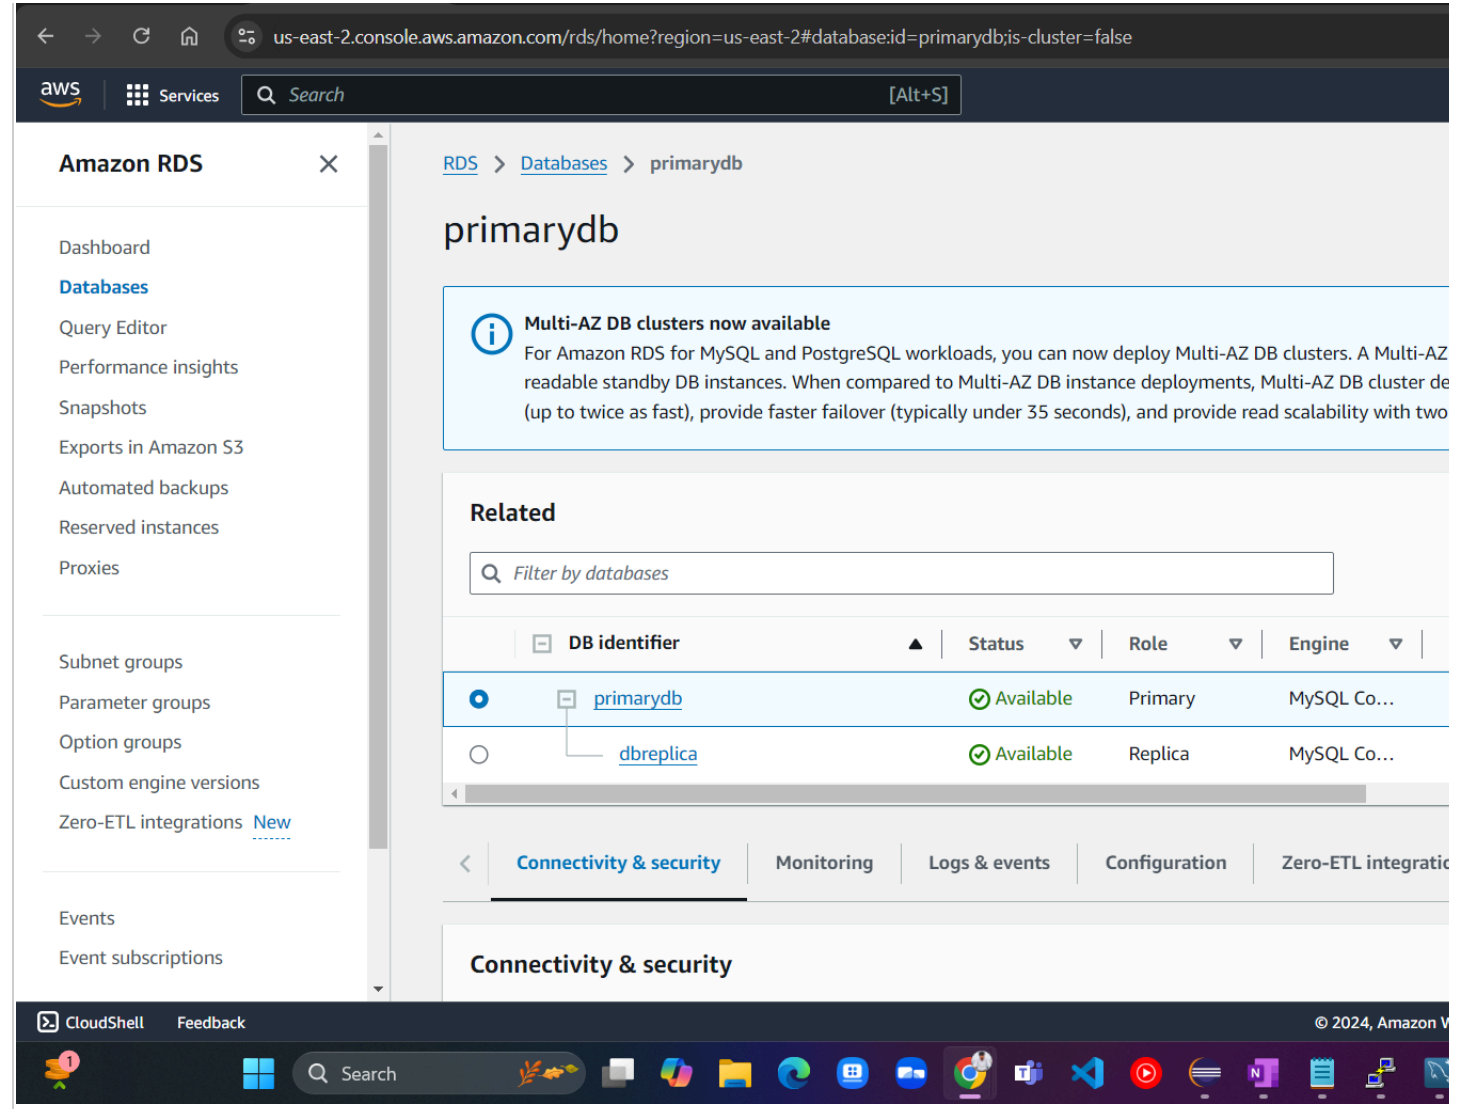 us-east-2.console.aws.amazon.com/rds/home?region=us-east-2#database:id=primarydb;is-cluster=false
aws
Services
Search
[Alt+S]
Amazon RDS
Dashboard
Databases
Query Editor
Performance insights
Snapshots
Exports in Amazon S3
Automated backups
Reserved instances
Proxies
Subnet groups
Parameter groups
Option groups
Custom engine versions
Zero-ETL integrations New
Events
Event subscriptions
RDS > Databases > primarydb
primarydb
Multi-AZ DB clusters now available
For Amazon RDS for MySQL and PostgreSQL workloads, you can now deploy Multi-AZ DB clusters. A Multi-AZ
readable standby DB instances. When compared to Multi-AZ DB instance deployments, Multi-AZ DB cluster de
(up to twice as fast), provide faster failover (typically under 35 seconds), and provide read scalability with two
Related
Filter by databases
DB identifier Status Role Engine
primarydb Available Primary MySQL Co...
dbreplica Available Replica MySQL Co...
Connectivity & security Monitoring Logs & events Configuration Zero-ETL integratio
Connectivity & security
CloudShell Feedback
© 2024, Amazon W
1
Search
N